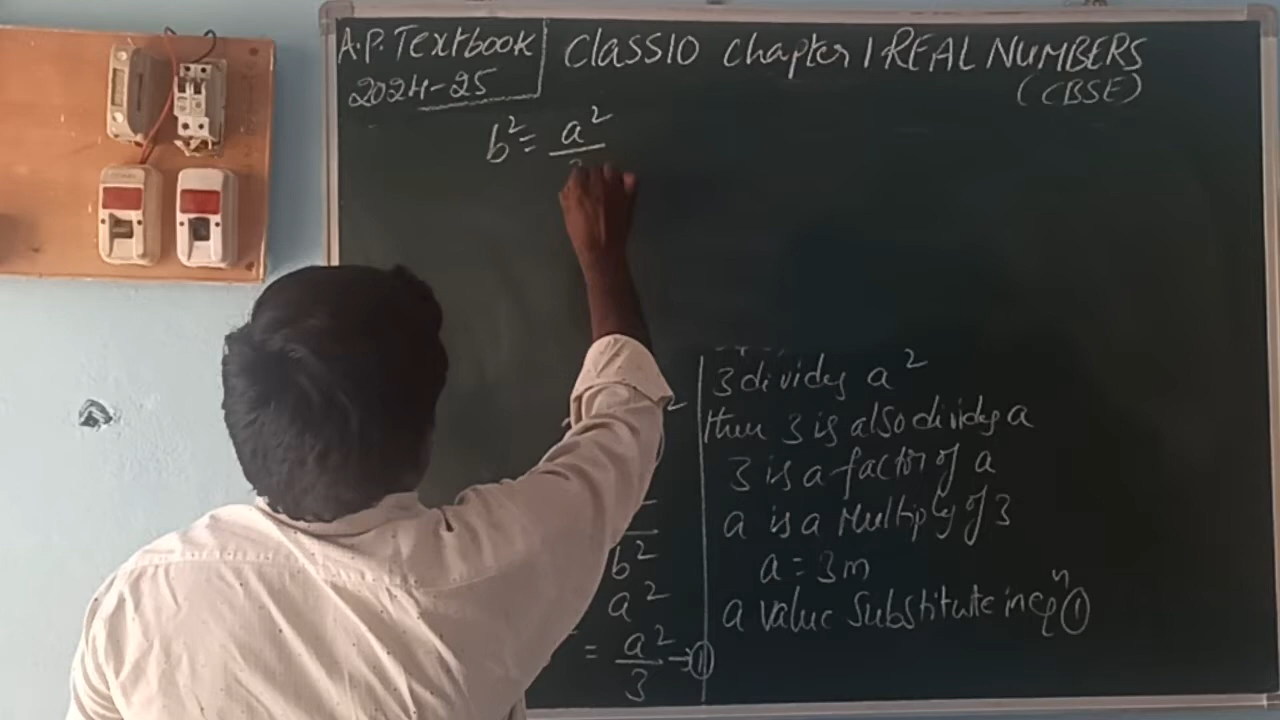 A.P. Textbook
2024-25
Class10 Chapter 1 REAL NUMBERS
(CBSE)
b² = a²
b²
a²
= a²/3 → (1)
3 divides a²
then 3 is also divides a
3 is a factor of a
a is a Multiply of 3
a = 3m
a value Substitute in eqⁿ (1)